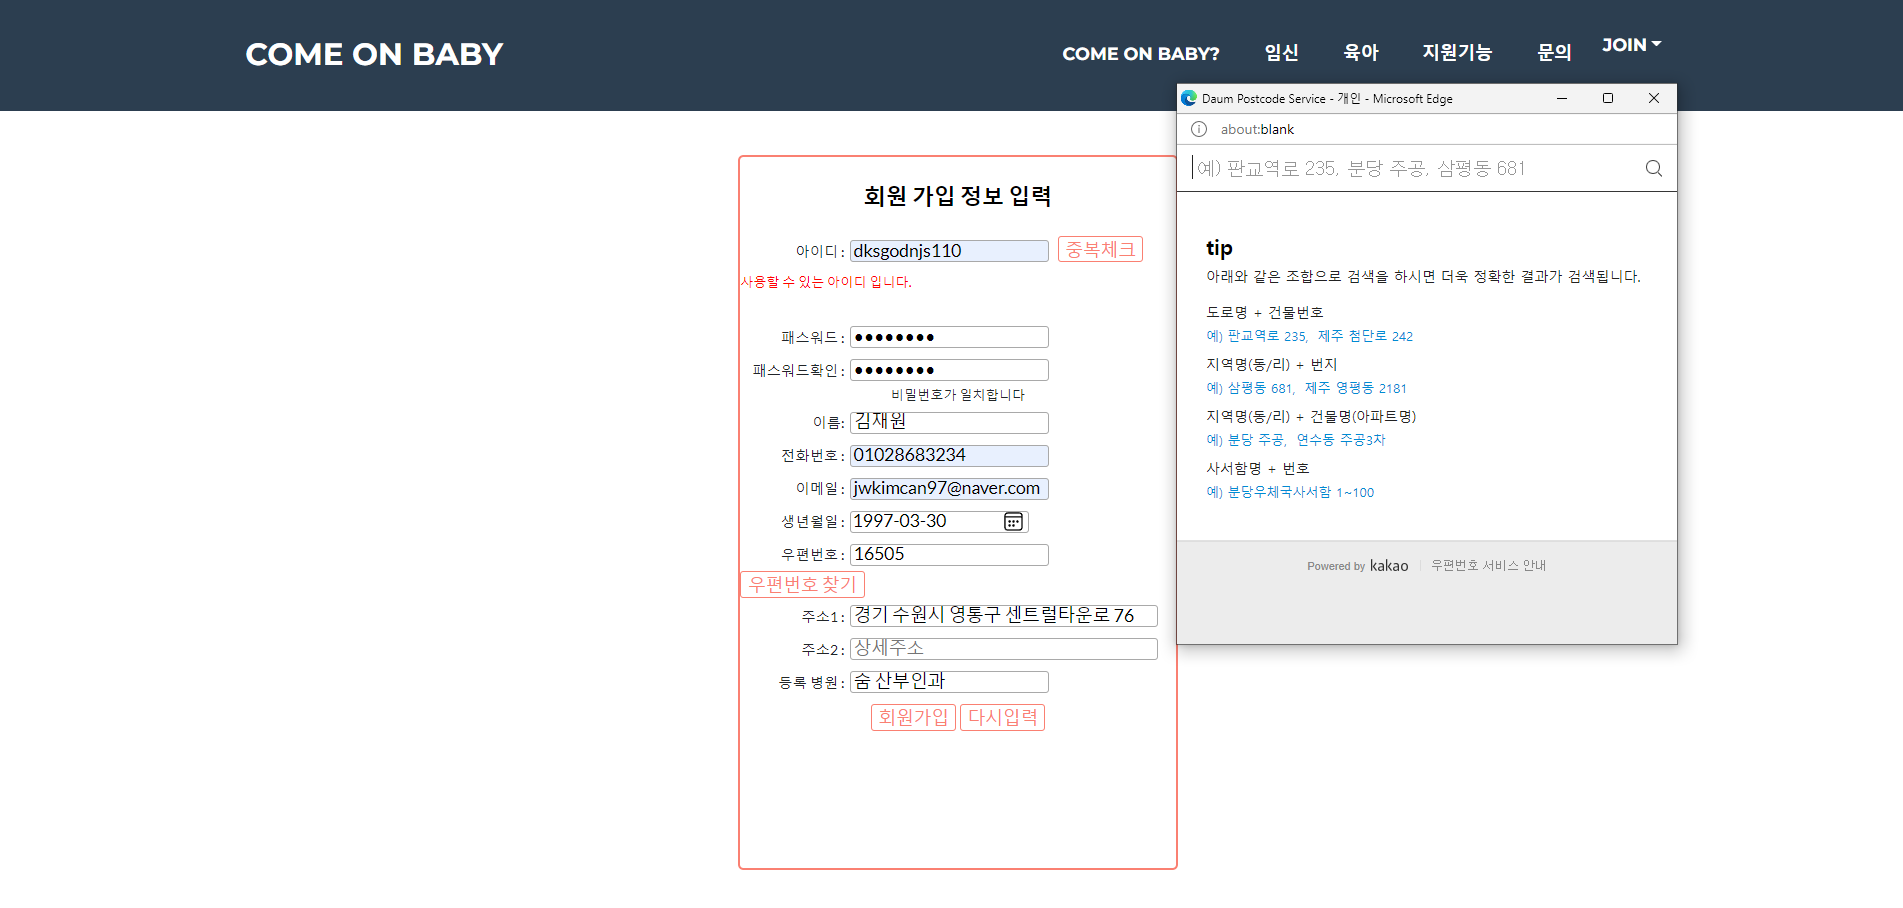 COME ON BABY
COME ON BABY?
임신
육아
지원기능
문의
JOIN
회원 가입 정보 입력
아이디 : dksgodnjs110 중복체크
사용할 수 있는 아이디 입니다.
패스워드 : ●●●●●●●●
패스워드확인 : ●●●●●●●●
비밀번호가 일치합니다
이름: 김재원
전화번호 : 01028683234
이메일 : jwkimcan97@naver.com
생년월일 : 1997-03-30
우편번호 : 16505
우편번호 찾기
주소1 : 경기 수원시 영통구 센트럴타운로 76
주소2 : 상세주소
등록 병원 : 숨 산부인과
회원가입 다시입력
Daum Postcode Service - 개인 - Microsoft Edge
about:blank
예) 판교역로 235, 분당 주공, 삼평동 681
tip
아래와 같은 조합으로 검색을 하시면 더욱 정확한 결과가 검색됩니다.
도로명 + 건물번호
예) 판교역로 235, 제주 첨단로 242
지역명(동/리) + 번지
예) 삼평동 681, 제주 영평동 2181
지역명(동/리) + 건물명(아파트명)
예) 분당 주공, 연수동 주공3차
사서함명 + 번호
예) 분당우체국사서함 1~100
Powered by kakao 우편번호 서비스 안내